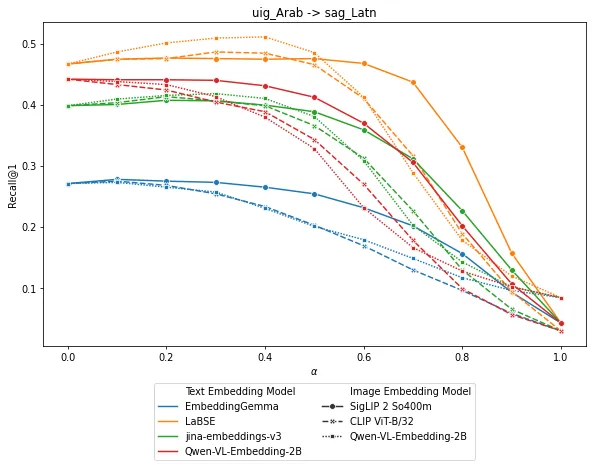 uig_Arab -> sag_Latn
Recall@1
0.5
0.4
0.3
0.2
0.1
0.0 0.2 0.4 0.6 0.8 1.0
α
Text Embedding Model Image Embedding Model
EmbeddingGemma SigLIP 2 So400m
LaBSE CLIP ViT-B/32
jina-embeddings-v3 Qwen-VL-Embedding-2B
Qwen-VL-Embedding-2B